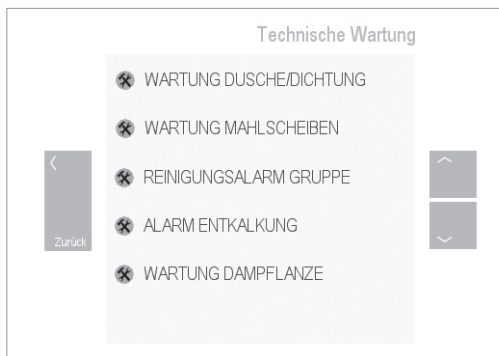 Technische Wartung
WARTUNG DUSCHE/DICHTUNG
WARTUNG MAHLSCHEIBEN
REINIGUNGSALARM GRUPPE
ALARM ENTKALKUNG
WARTUNG DAMPFLANZE
Zurück